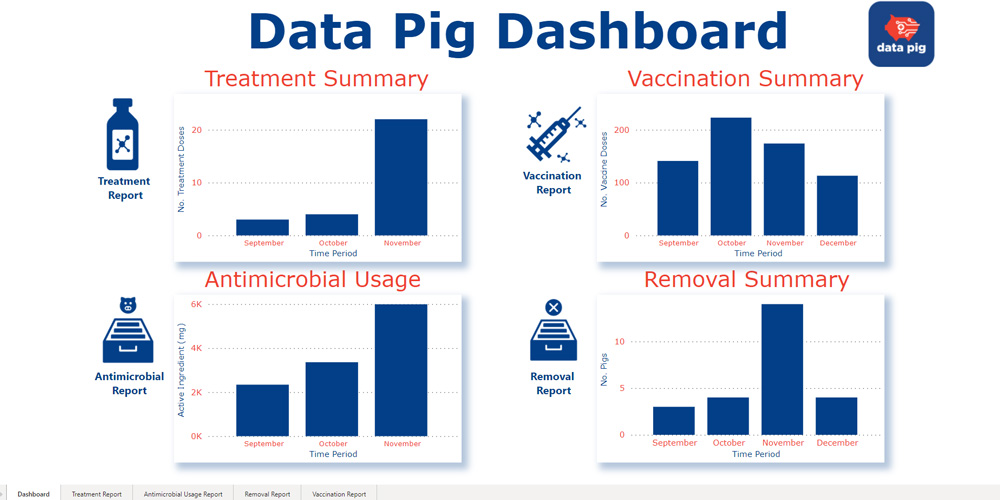 Data Pig Dashboard
data pig
Treatment Summary
Treatment
Report
No. Treatment Doses
20
10
0
September October November
Time Period
Vaccination Summary
Vaccination
Report
No. Vaccine Doses
200
100
0
September October November December
Time Period
Antimicrobial Usage
Antimicrobial
Report
Active Ingredient (mg)
6K
4K
2K
0K
September October November
Time Period
Removal Summary
Removal
Report
No. Pigs
10
5
0
September October November December
Time Period
Dashboard Treatment Report Antimicrobial Usage Report Removal Report Vaccination Report